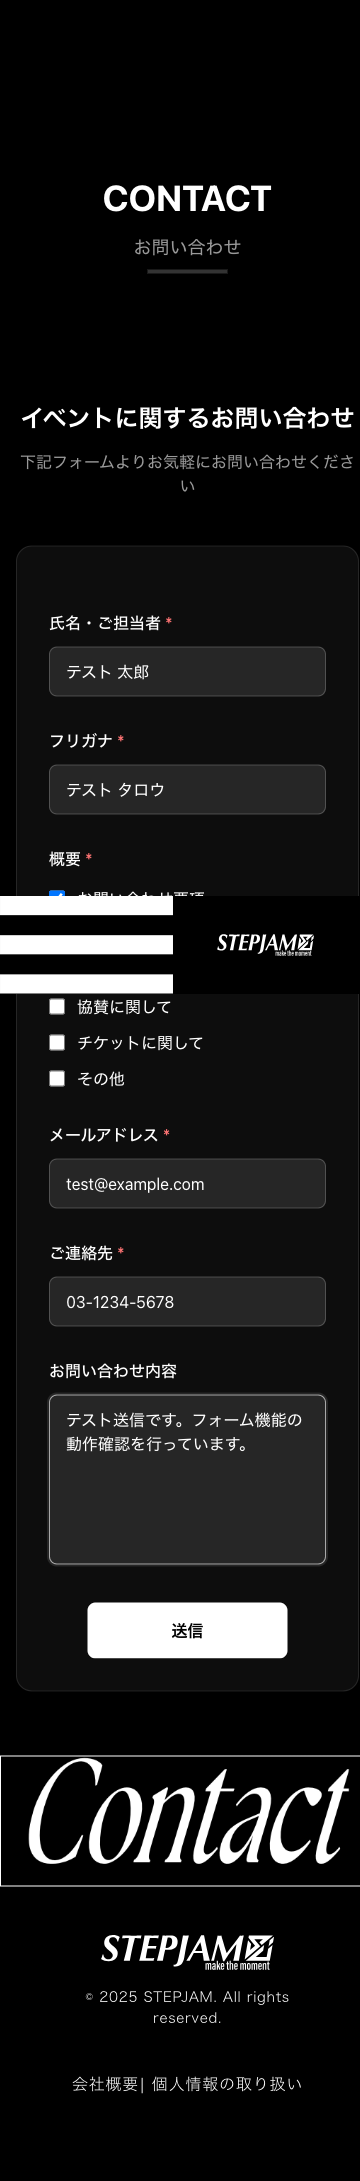 CONTACT
お問い合わせ
イベントに関するお問い合わせ
下記フォームよりお気軽にお問い合わせくださ
い
氏名・ご担当者 *
テスト 太郎
フリガナ *
テスト タロウ
概要 *
STEPJAM
make the moment
協賛に関して
チケットに関して
その他
メールアドレス *
test@example.com
ご連絡先 *
03-1234-5678
お問い合わせ内容
テスト送信です。フォーム機能の
動作確認を行っています。
送信
Contact
STEPJAM
make the moment
© 2025 STEPJAM. All rights
reserved.
会社概要| 個人情報の取り扱い